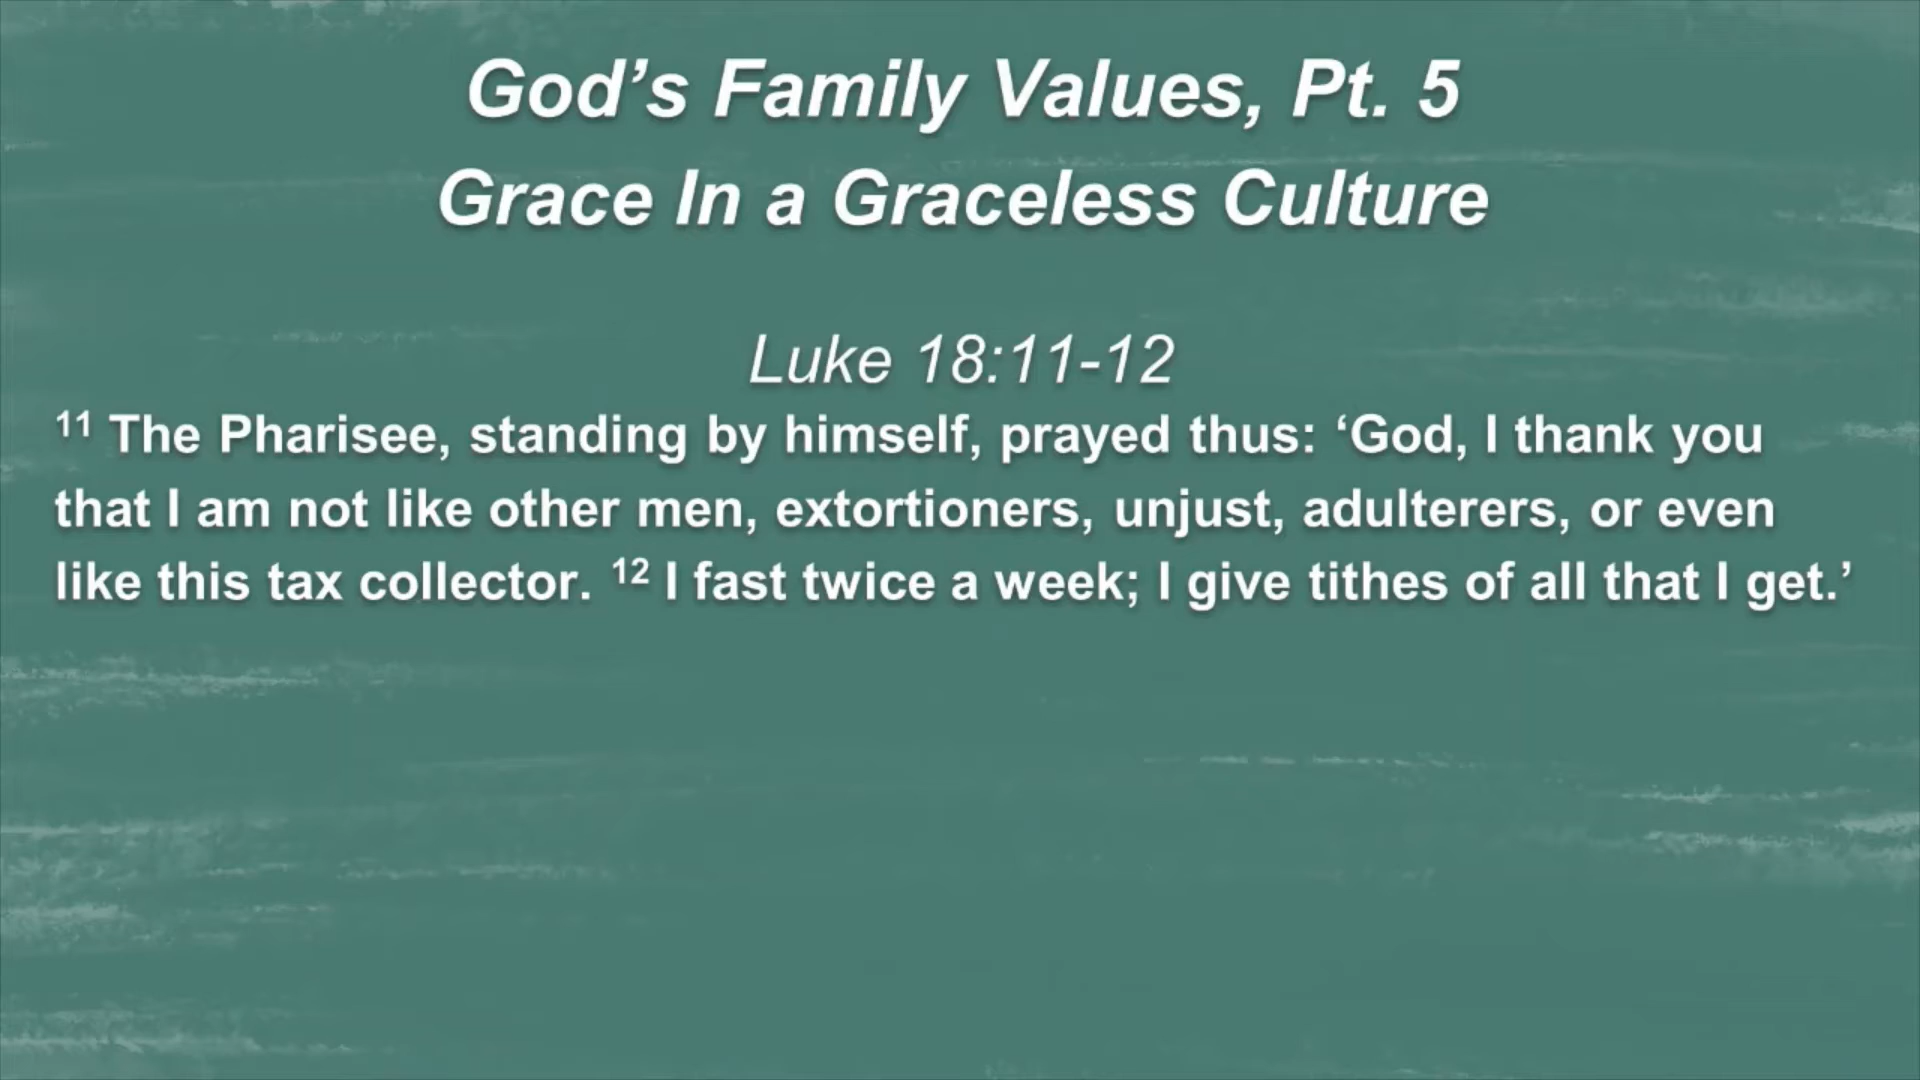 God’s Family Values, Pt. 5
Grace In a Graceless Culture
Luke 18:11-12
11 The Pharisee, standing by himself, prayed thus: ‘God, I thank you
that I am not like other men, extortioners, unjust, adulterers, or even
like this tax collector. 12 I fast twice a week; I give tithes of all that I get.’